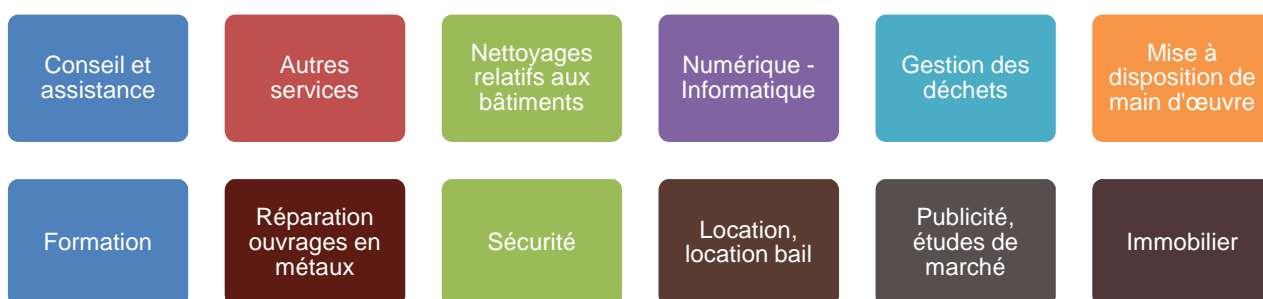 Conseil et
assistance
Autres
services
Nettoyages
relatifs aux
bâtiments
Numérique -
Informatique
Gestion des
déchets
Mise à
disposition de
main d'œuvre
Formation
Réparation
ouvrages en
métaux
Sécurité
Location,
location bail
Publicité,
études de
marché
Immobilier